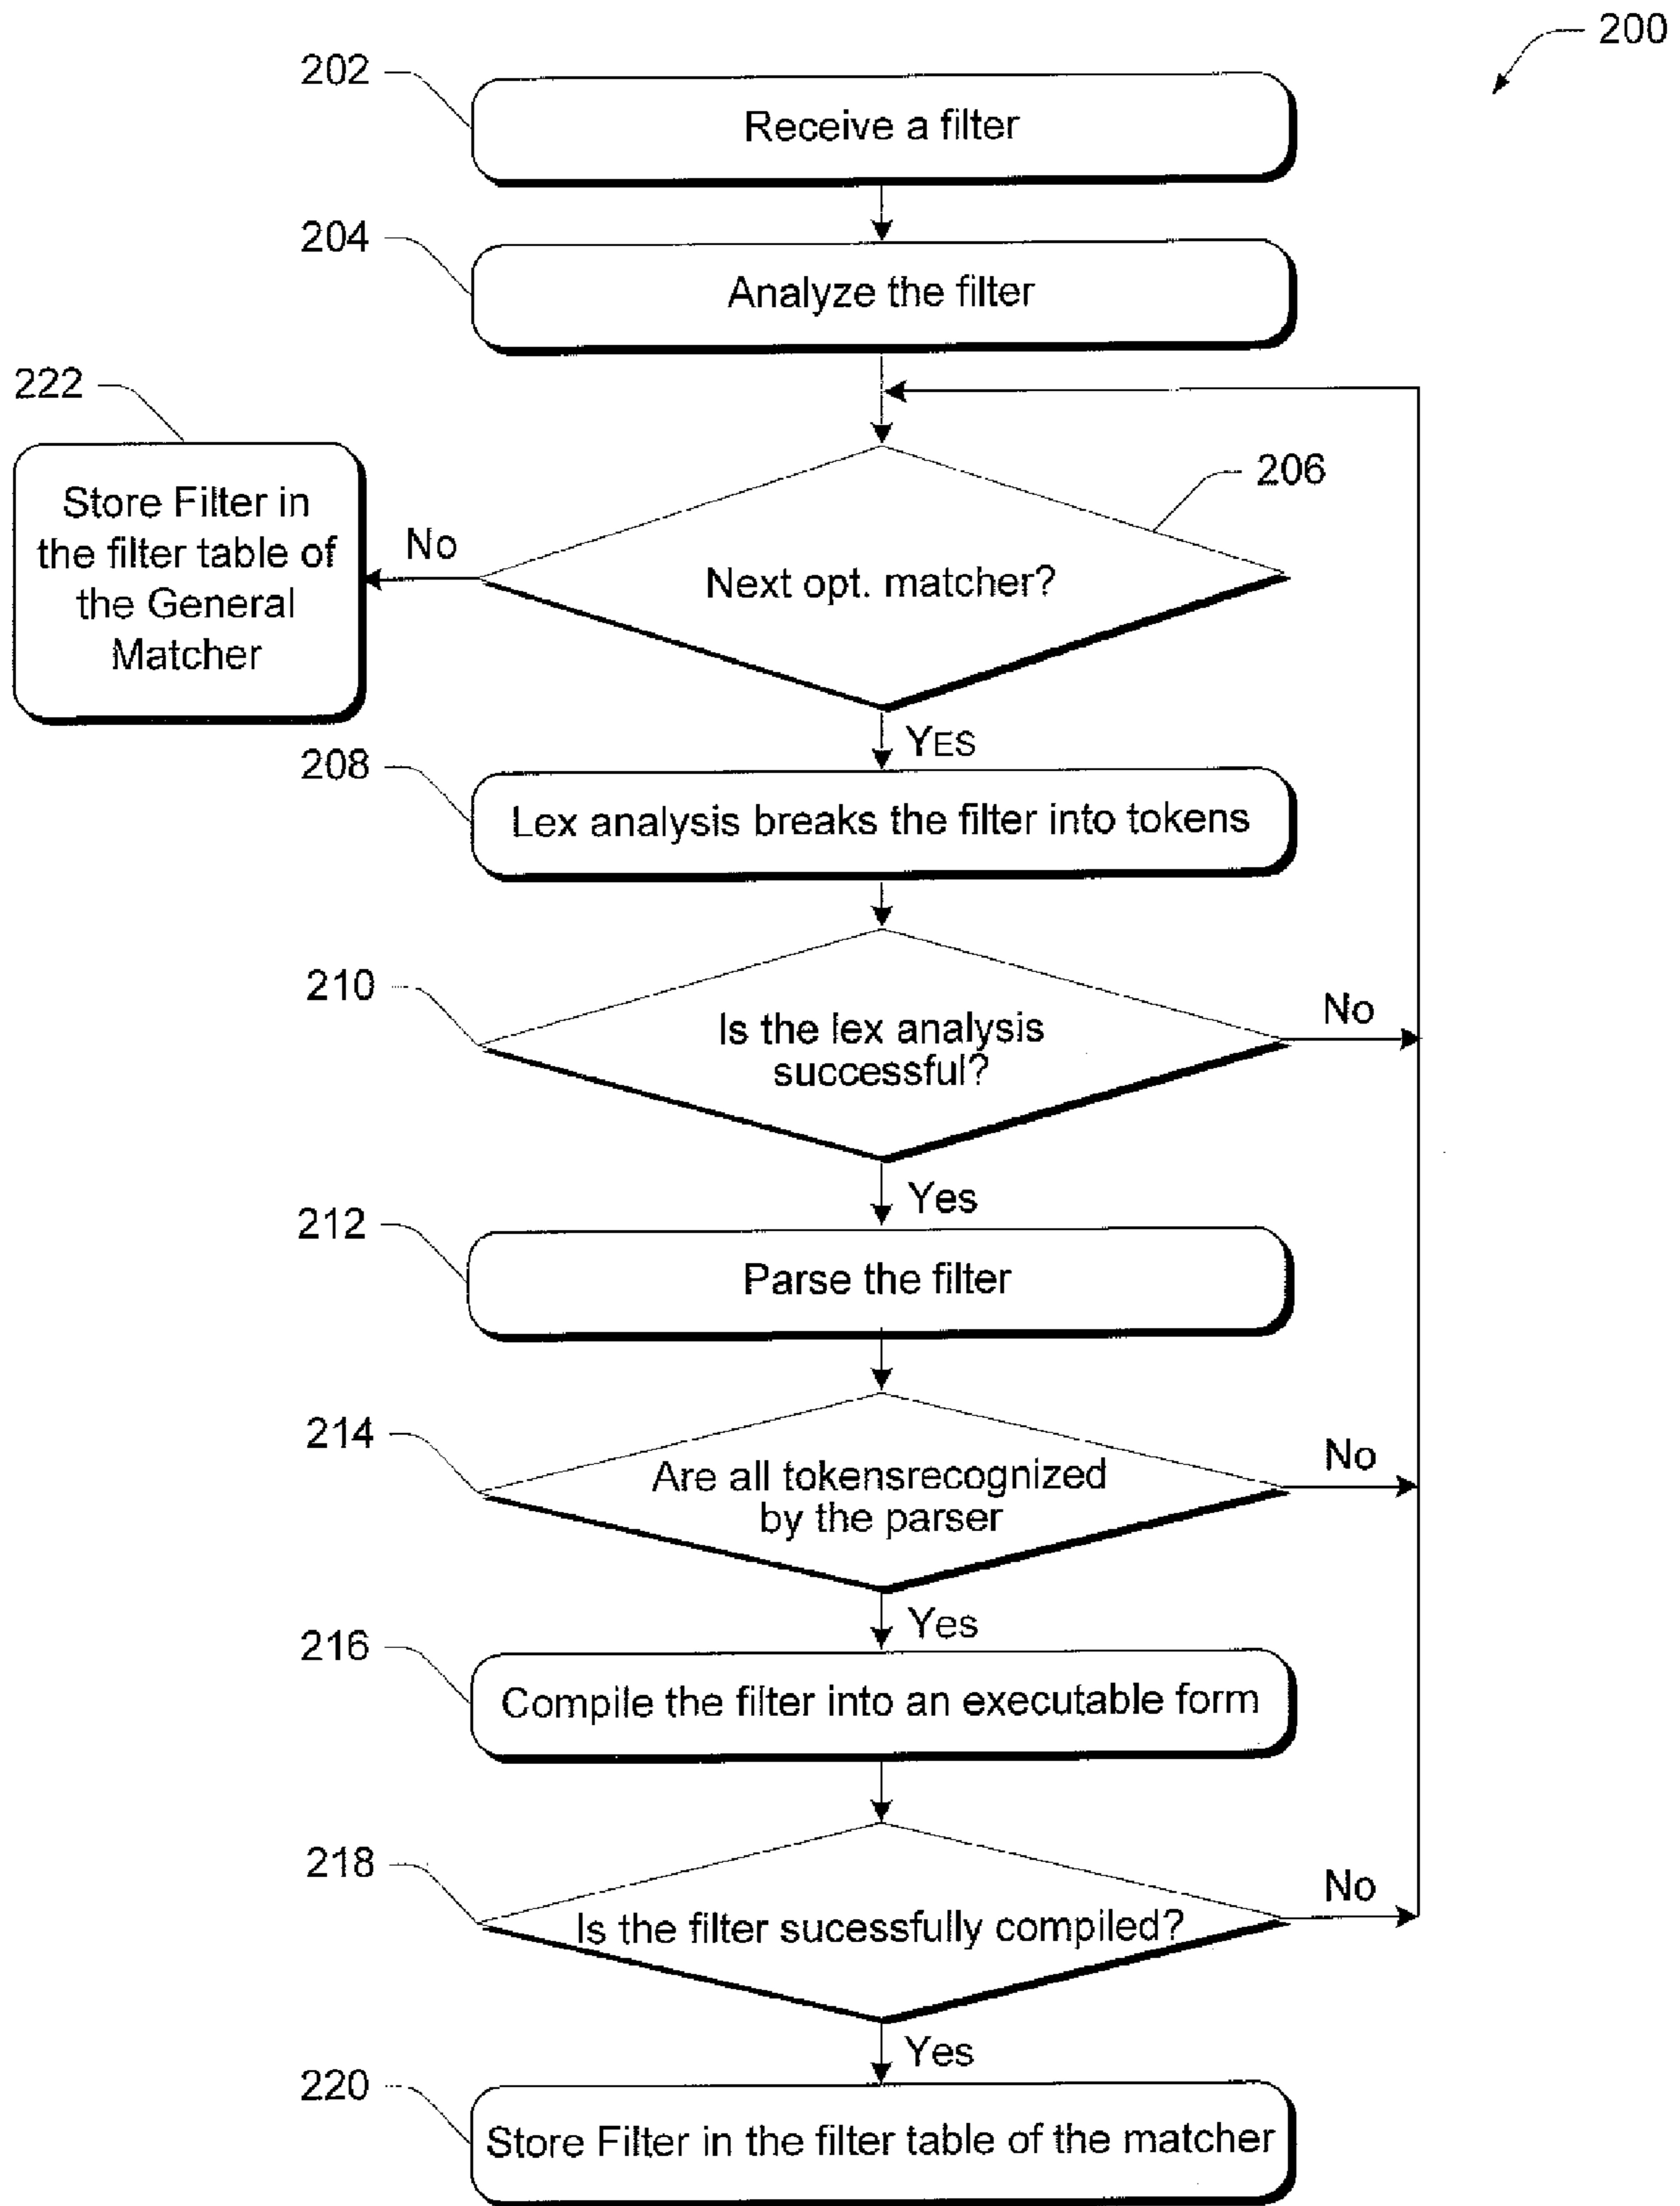 200
202
Receive a filter
204
Analyze the filter
222
Store Filter in
the filter table of
the General
Matcher
No
206
Next opt. matcher?
YES
208
Lex analysis breaks the filter into tokens
210
Is the lex analysis
successful?
No
Yes
212
Parse the filter
214
Are all tokensrecognized
by the parser
No
Yes
216
Compile the filter into an executable form
218
Is the filter sucessfully compiled?
No
Yes
220
Store Filter in the filter table of the matcher